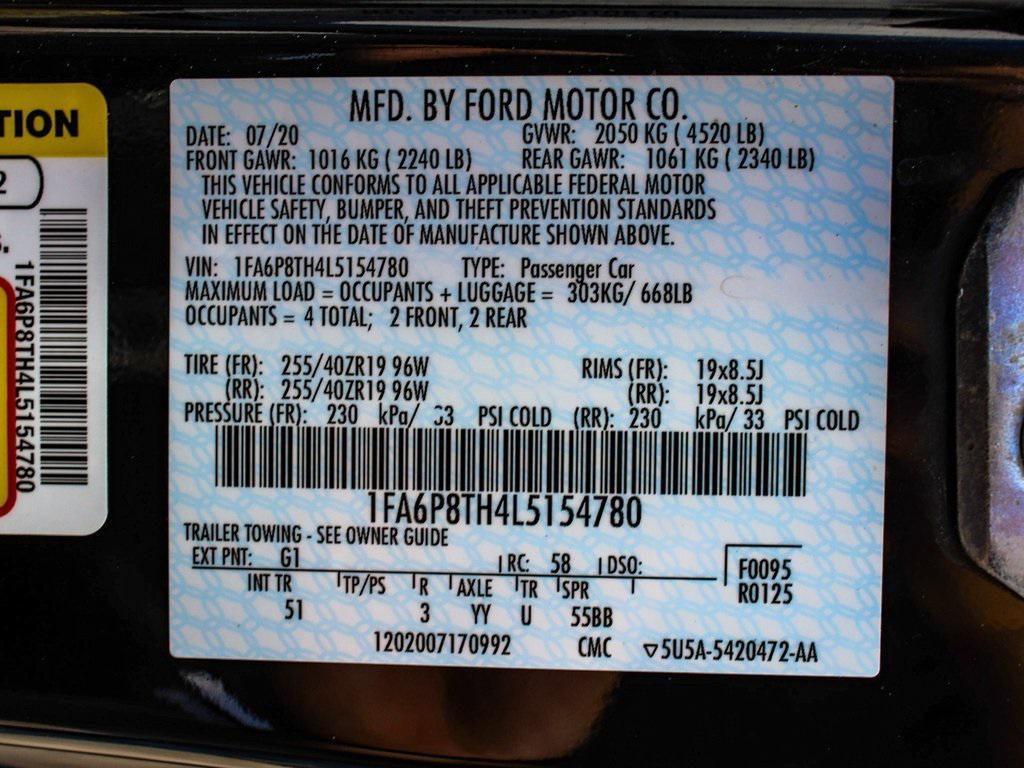 TION
2
1FA6P8TH4L5154780
MFD. BY FORD MOTOR CO.
DATE: 07/20 GVWR: 2050 KG ( 4520 LB)
FRONT GAWR: 1016 KG ( 2240 LB) REAR GAWR: 1061 KG ( 2340 LB)
THIS VEHICLE CONFORMS TO ALL APPLICABLE FEDERAL MOTOR
VEHICLE SAFETY, BUMPER, AND THEFT PREVENTION STANDARDS
IN EFFECT ON THE DATE OF MANUFACTURE SHOWN ABOVE.
VIN: 1FA6P8TH4L5154780 TYPE: Passenger Car
MAXIMUM LOAD = OCCUPANTS + LUGGAGE = 303KG/ 668LB
OCCUPANTS = 4 TOTAL; 2 FRONT, 2 REAR
TIRE (FR): 255/40ZR19 96W RIMS (FR): 19x8.5J
(RR): 255/40ZR19 96W (RR): 19x8.5J
PRESSURE (FR): 230 kPa/ 33 PSI COLD (RR): 230 kPa/ 33 PSI COLD
1FA6P8TH4L5154780
TRAILER TOWING - SEE OWNER GUIDE
EXT PNT: G1 RC: 58 DSO:
F0095
R0125
INT TR TP/PS R AXLE TR SPR
51 3 YY U 55BB
1202007170992 CMC ▽5U5A-5420472-AA